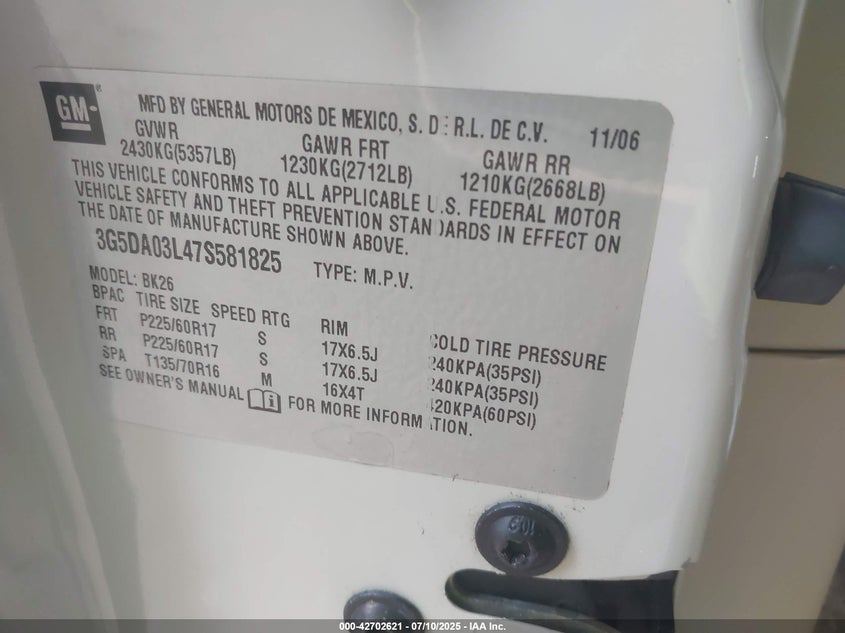 GM
MFD BY GENERAL MOTORS DE MEXICO, S. D : R.L. DE C.V. 11/06
GVWR GAWR FRT GAWR RR
2430KG(5357LB) 1230KG(2712LB) 1210KG(2668LB)
THIS VEHICLE CONFORMS TO ALL APPLICABLE U.S. FEDERAL MOTOR
VEHICLE SAFETY AND THEFT PREVENTION STANDARDS IN EFFECT ON
THE DATE OF MANUFACTURE SHOWN ABOVE.
3G5DA03L47S581825 TYPE: M.P.V.
MODEL: BK26
BPAC TIRE SIZE SPEED RTG RIM COLD TIRE PRESSURE
FRT P225/60R17 S 17X6.5J 240KPA(35PSI)
RR P225/60R17 S 17X6.5J 240KPA(35PSI)
SPA T135/70R16 M 16X4T 420KPA(60PSI)
SEE OWNER'S MANUAL i FOR MORE INFORMATION.
10.9
000-42702621 - 07/10/2025 - IAA Inc.